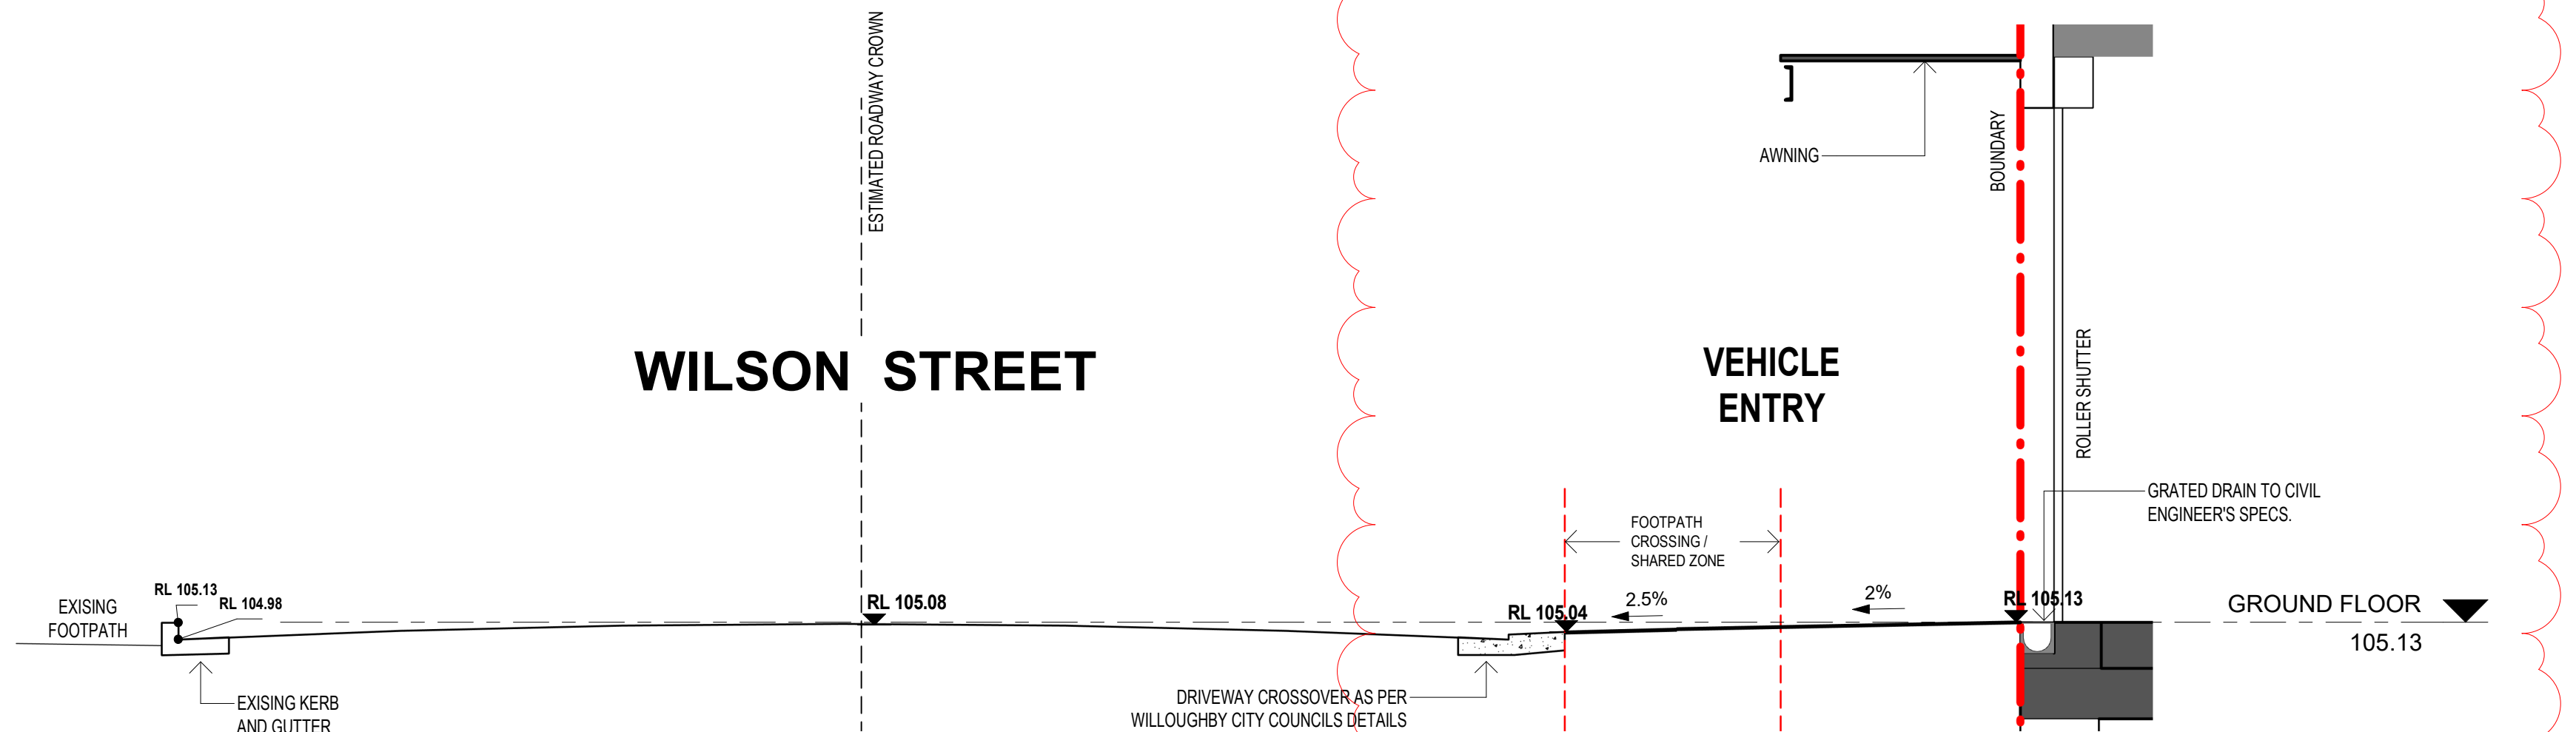 ESTIMATED ROADWAY CROWN
AWNING
BOUNDARY
WILSON STREET
VEHICLE
ENTRY
ROLLER SHUTTER
GRATED DRAIN TO CIVIL
ENGINEER'S SPECS.
FOOTPATH
CROSSING /
SHARED ZONE
EXISING
FOOTPATH
RL 105.13
RL 104.98
RL 105.08
RL 105.04
2.5%
2%
RL 105.13
GROUND FLOOR
105.13
EXISING KERB
AND GUTTER
DRIVEWAY CROSSOVER AS PER
WILLOUGHBY CITY COUNCILS DETAILS